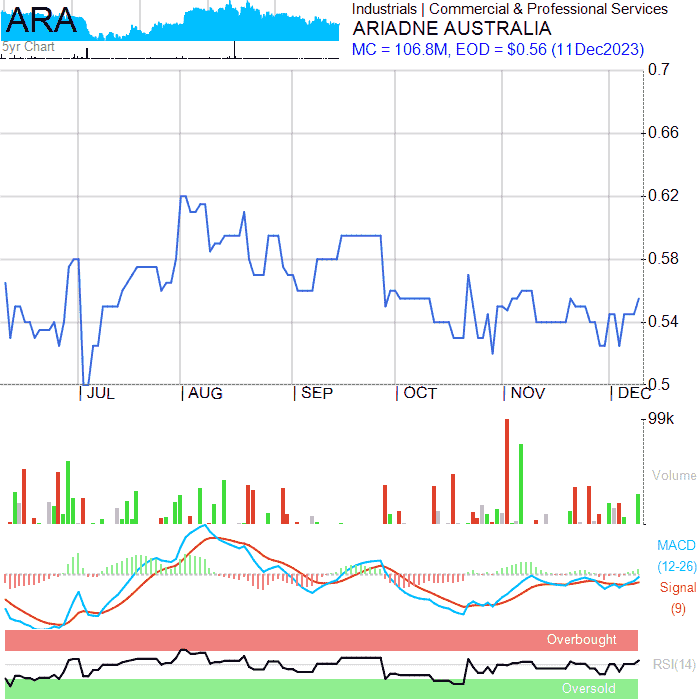 ARA
5yr Chart
Industrials | Commercial & Professional Services
ARIADNE AUSTRALIA
MC = 106.8M, EOD = $0.56 (11Dec2023)
0.7
0.66
0.62
0.58
0.54
0.5
JUL AUG SEP OCT NOV DEC
99k
Volume
MACD
(12-26)
Signal
(9)
Overbought
RSI(14)
Oversold